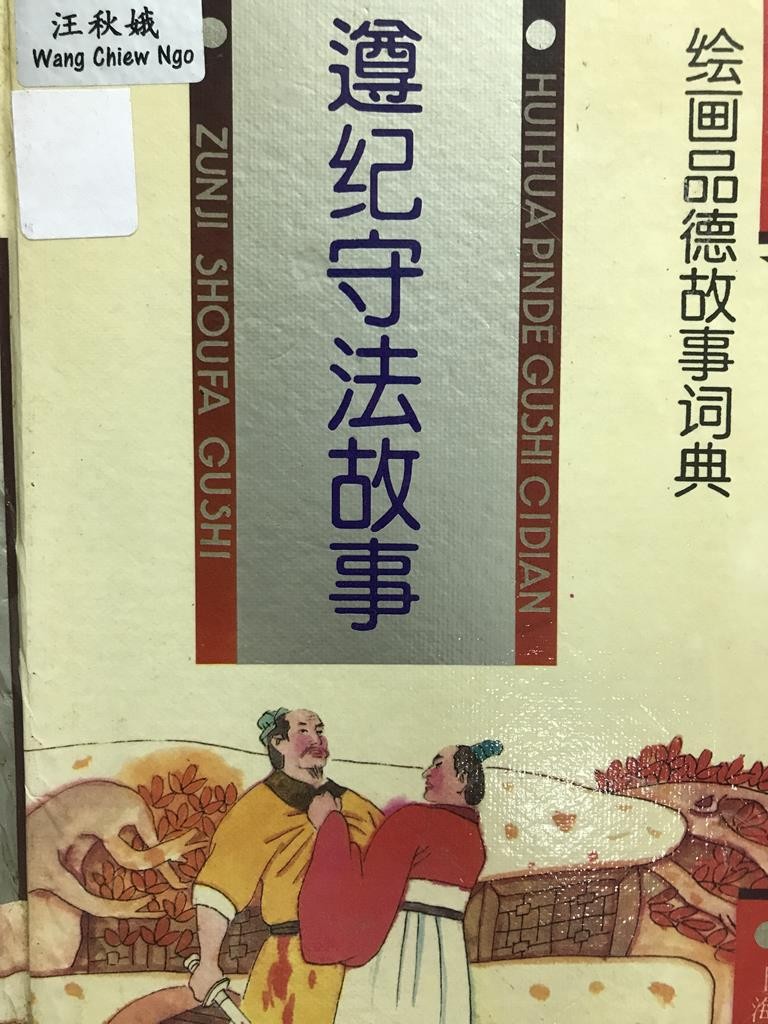 汪秋娥
Wang Chiew Ngo
绘画品德故事词典
HUIHUA PINDE GUSHI CIDIAN
遵纪守法故事
ZUNJI SHOUFA GUSHI
海